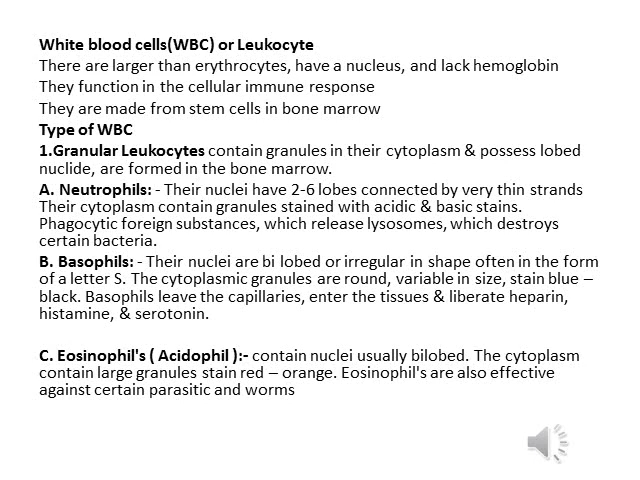 White blood cells(WBC) or Leukocyte
There are larger than erythrocytes, have a nucleus, and lack hemoglobin
They function in the cellular immune response
They are made from stem cells in bone marrow
Type of WBC
1.Granular Leukocytes contain granules in their cytoplasm & possess lobed
nuclide, are formed in the bone marrow.
A. Neutrophils: - Their nuclei have 2-6 lobes connected by very thin strands
Their cytoplasm contain granules stained with acidic & basic stains.
Phagocytic foreign substances, which release lysosomes, which destroys
certain bacteria.
B. Basophils: - Their nuclei are bi lobed or irregular in shape often in the form
of a letter S. The cytoplasmic granules are round, variable in size, stain blue –
black. Basophils leave the capillaries, enter the tissues & liberate heparin,
histamine, & serotonin.
C. Eosinophil's ( Acidophil ):- contain nuclei usually bilobed. The cytoplasm
contain large granules stain red – orange. Eosinophil's are also effective
against certain parasitic and worms